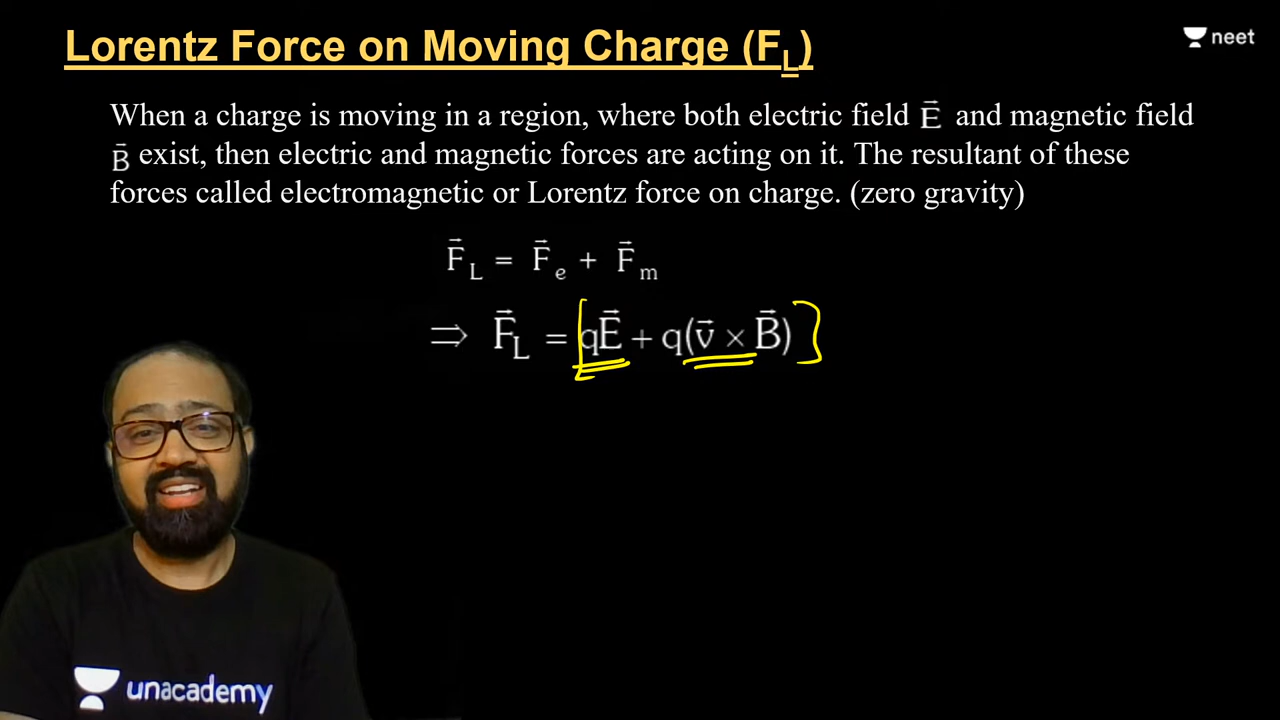 Lorentz Force on Moving Charge (F_L)
neet
When a charge is moving in a region, where both electric field E⃗ and magnetic field
B⃗ exist, then electric and magnetic forces are acting on it. The resultant of these
forces called electromagnetic or Lorentz force on charge. (zero gravity)
F⃗_L = F⃗_e + F⃗_m
⇒ F⃗_L = [qE⃗ + q(v⃗ × B⃗)]
unacademy